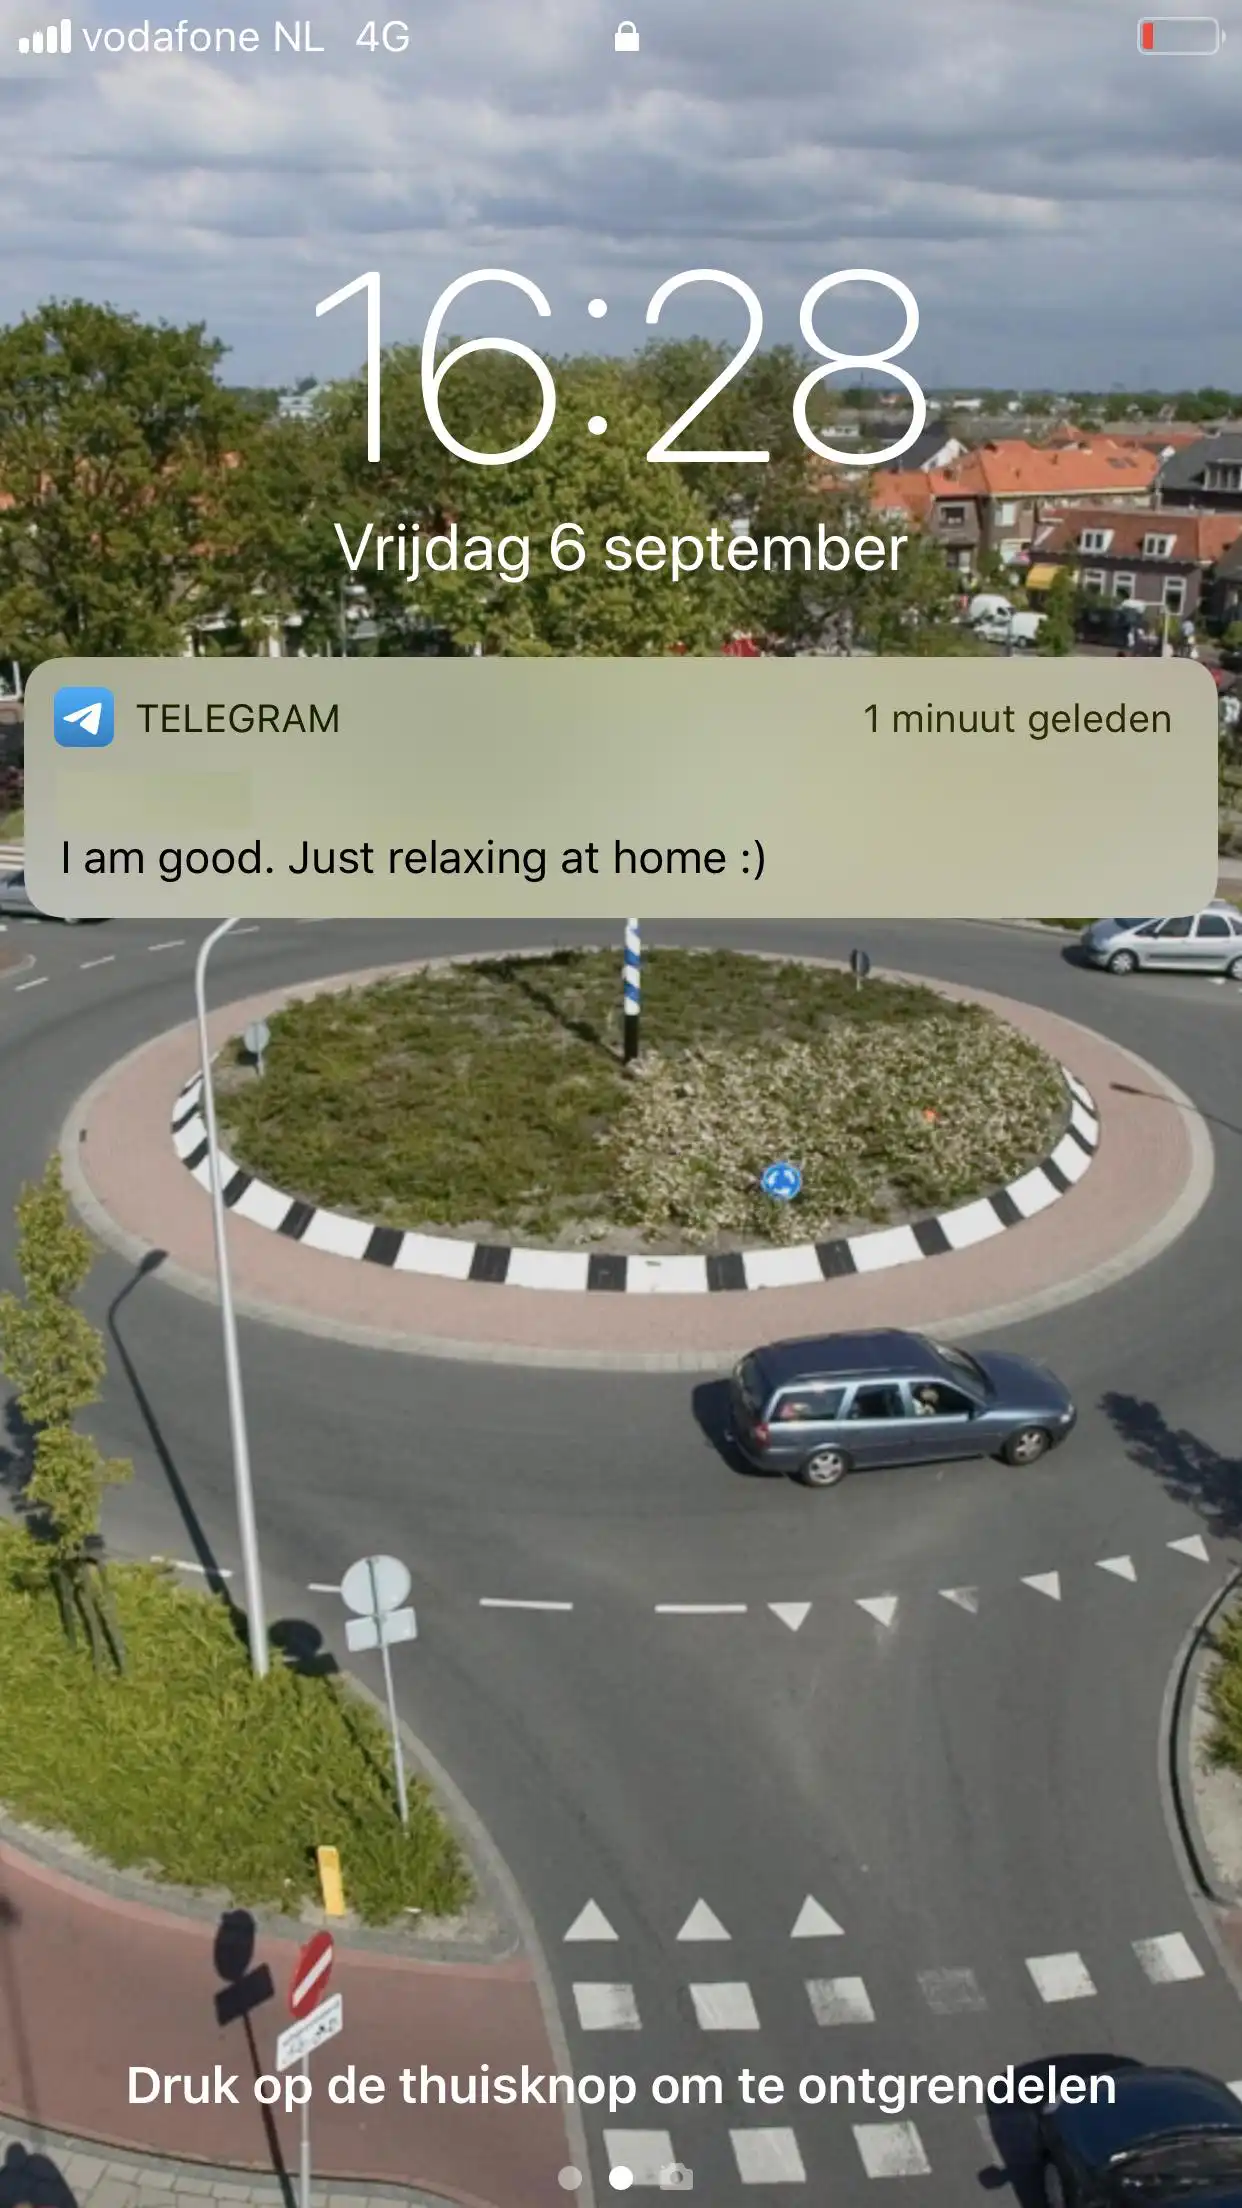 vodafone NL 4G
16:28
Vrijdag 6 september
TELEGRAM 1 minuut geleden
I am good. Just relaxing at home :)
Druk op de thuisknop om te ontgrendelen